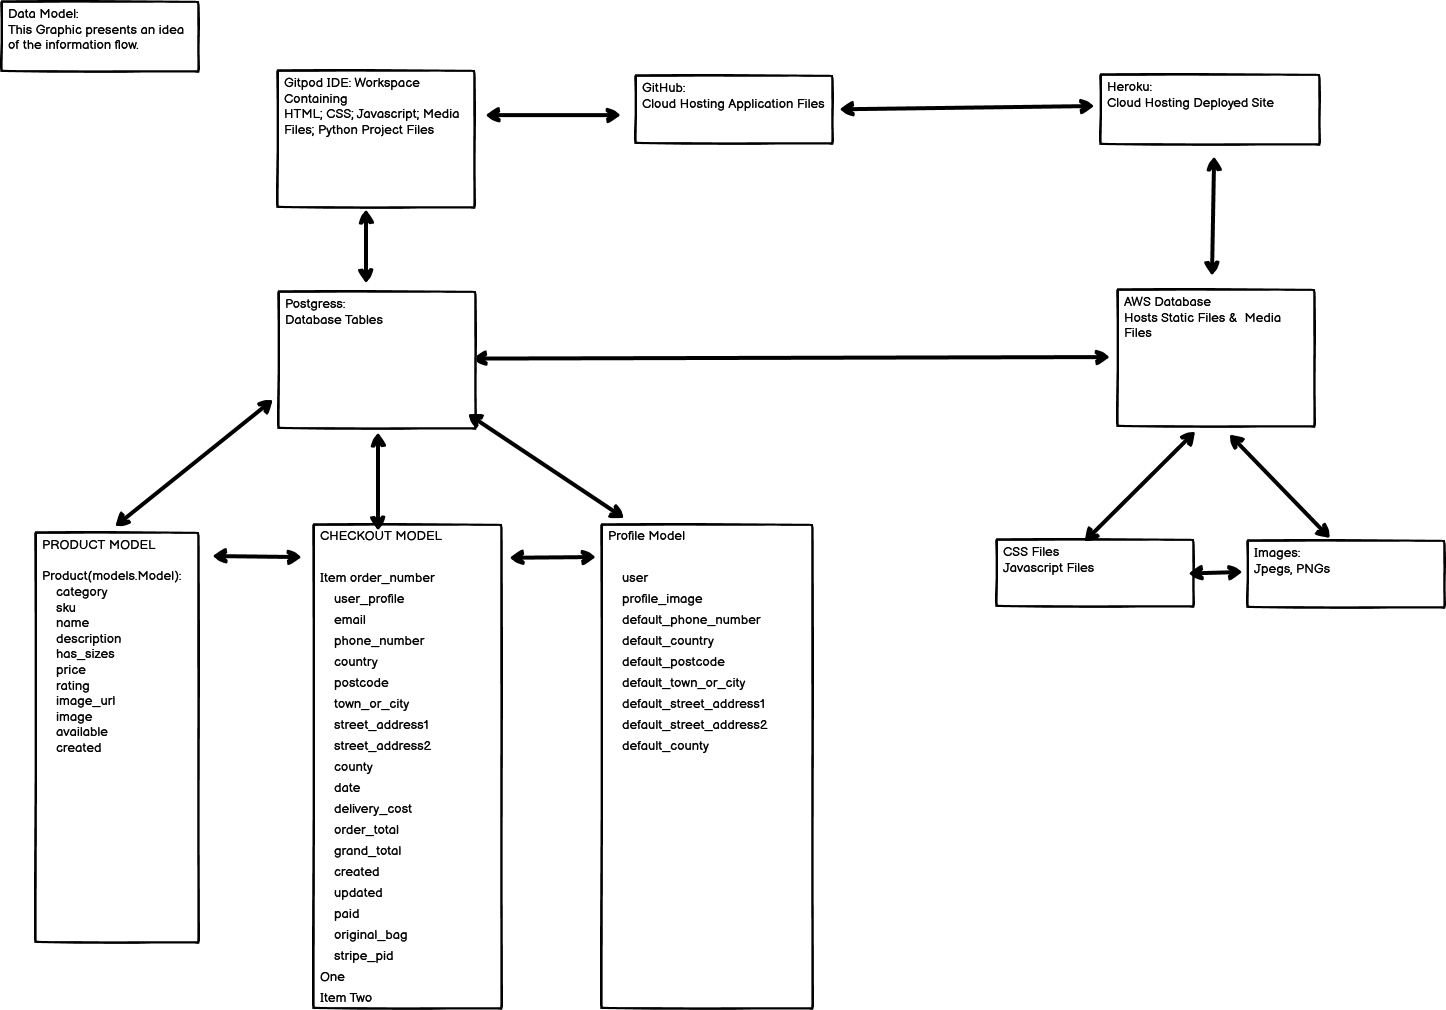 Data Model:
This Graphic presents an idea
of the information flow.
Gitpod IDE: Workspace
Containing
HTML; CSS; Javascript; Media
Files; Python Project Files
GitHub:
Cloud Hosting Application Files
Heroku:
Cloud Hosting Deployed Site
Postgress:
Database Tables
AWS Database
Hosts Static Files & Media
Files
PRODUCT MODEL
Product(models.Model):
category
sku
name
description
has_sizes
price
rating
image_url
image
available
created
CHECKOUT MODEL
Item order_number
user_profile
email
phone_number
country
postcode
town_or_city
street_address1
street_address2
county
date
delivery_cost
order_total
grand_total
created
updated
paid
original_bag
stripe_pid
One
Item Two
Profile Model
user
profile_image
default_phone_number
default_country
default_postcode
default_town_or_city
default_street_address1
default_street_address2
default_county
CSS Files
Javascript Files
Images:
Jpegs, PNGs